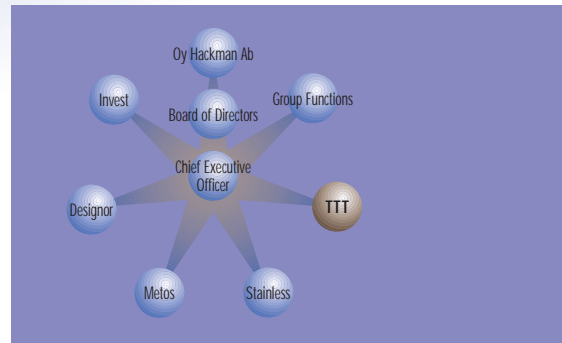 Oy Hackman Ab
Invest
Group Functions
Board of Directors
Chief Executive
Officer
Designor
TTT
Metos
Stainless